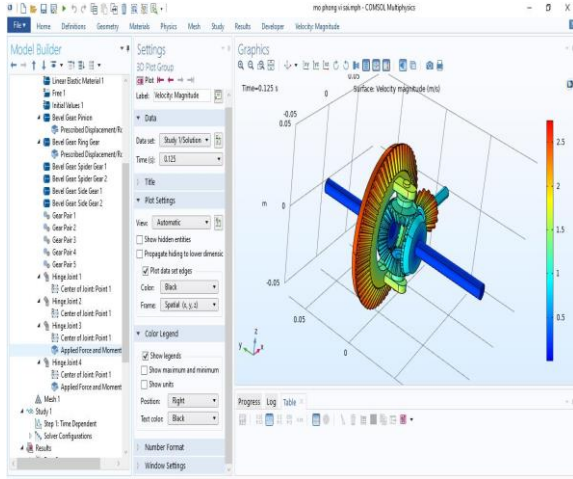 mo phong vi sai.mph - COMSOL Multiphysics
File Home Definitions Geometry Materials Physics Mesh Study Results Developer Velocity: Magnitude
Model Builder
Linear Elastic Material 1
Free 1
Initial Values 1
Bevel Gear: Pinion
Prescribed Displacement/Ro
Bevel Gear: Ring Gear
Prescribed Displacement/Ro
Bevel Gear: Spider Gear 1
Bevel Gear: Spider Gear 2
Bevel Gear: Side Gear 1
Bevel Gear: Side Gear 2
Gear Pair 1
Gear Pair 2
Gear Pair 3
Gear Pair 4
Gear Pair 5
Hinge Joint 1
Center of Joint: Point 1
Hinge Joint 2
Center of Joint: Point 1
Hinge Joint 3
Center of Joint: Point 1
Applied Force and Moment
Hinge Joint 4
Center of Joint: Point 1
Applied Force and Moment
Mesh 1
Study 1
Step 1: Time Dependent
Solver Configurations
Results
Settings
3D Plot Group
Plot
Label: Velocity: Magnitude
Data
Data set: Study 1/Solution
Time (s): 0.125
Title
Plot Settings
View: Automatic
Show hidden entities
Propagate hiding to lower dimensic
Plot data set edges
Color: Black
Frame: Spatial (x, y, z)
Color Legend
Show legends
Show maximum and minimum
Show units
Position: Right
Text color: Black
Number Format
Window Settings
Graphics
Time=0.125 s
Surface: Velocity magnitude (m/s)
0.05
0
-0.05
-0.05
0.05
m
0
-0.05
0.05
0
2.5
2
1.5
1
0.5
y z x
Progress Log Table